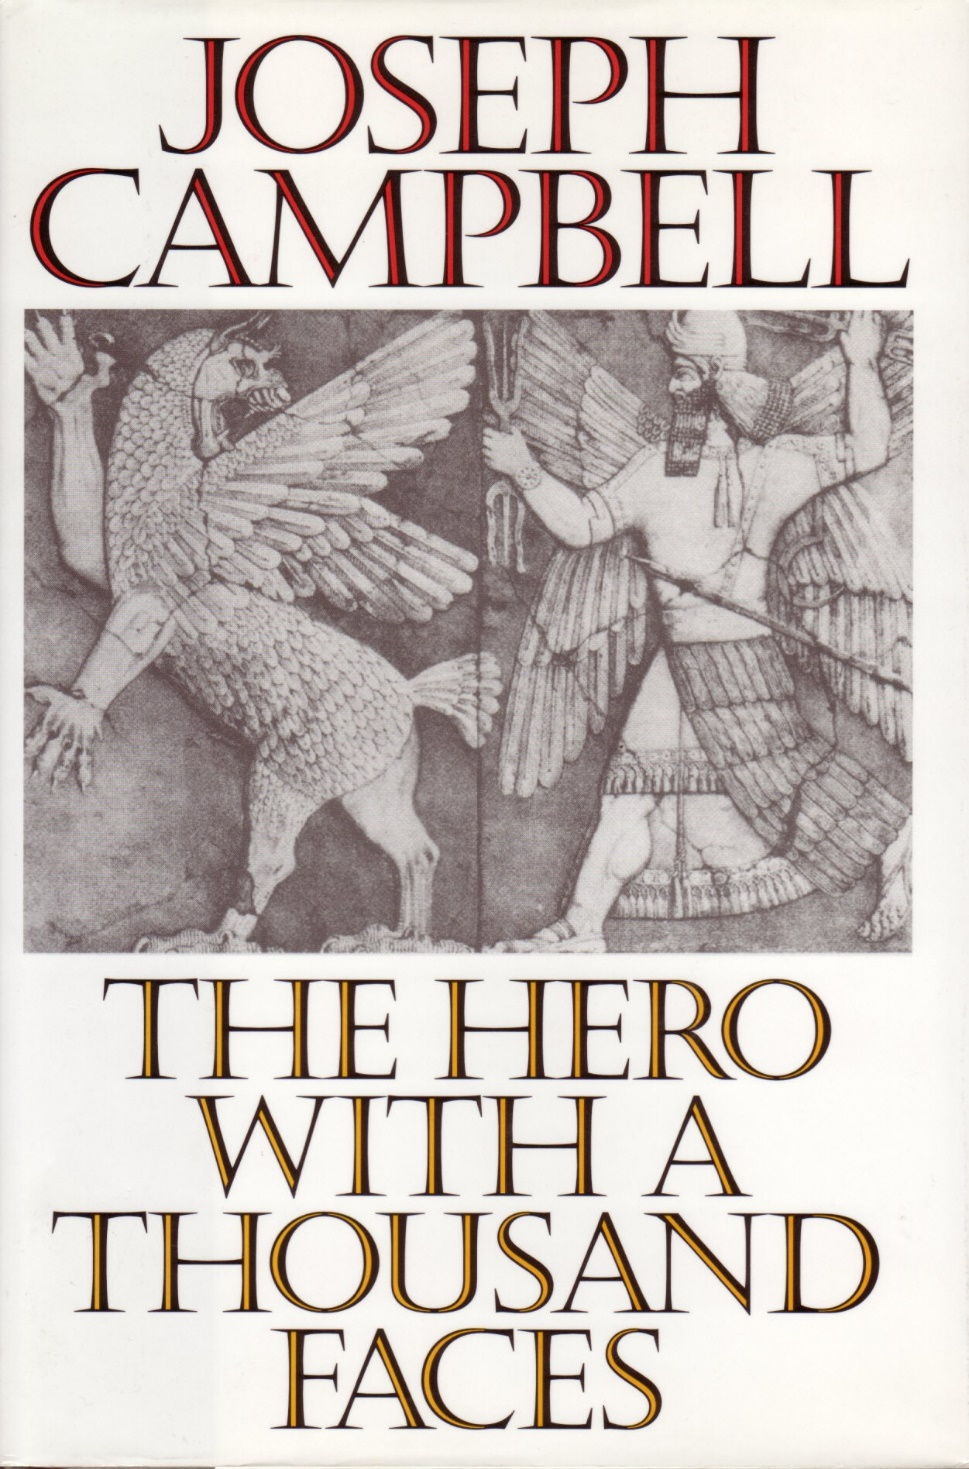 JOSEPH
CAMPBELL
THE HERO
WITH A
THOUSAND
FACES